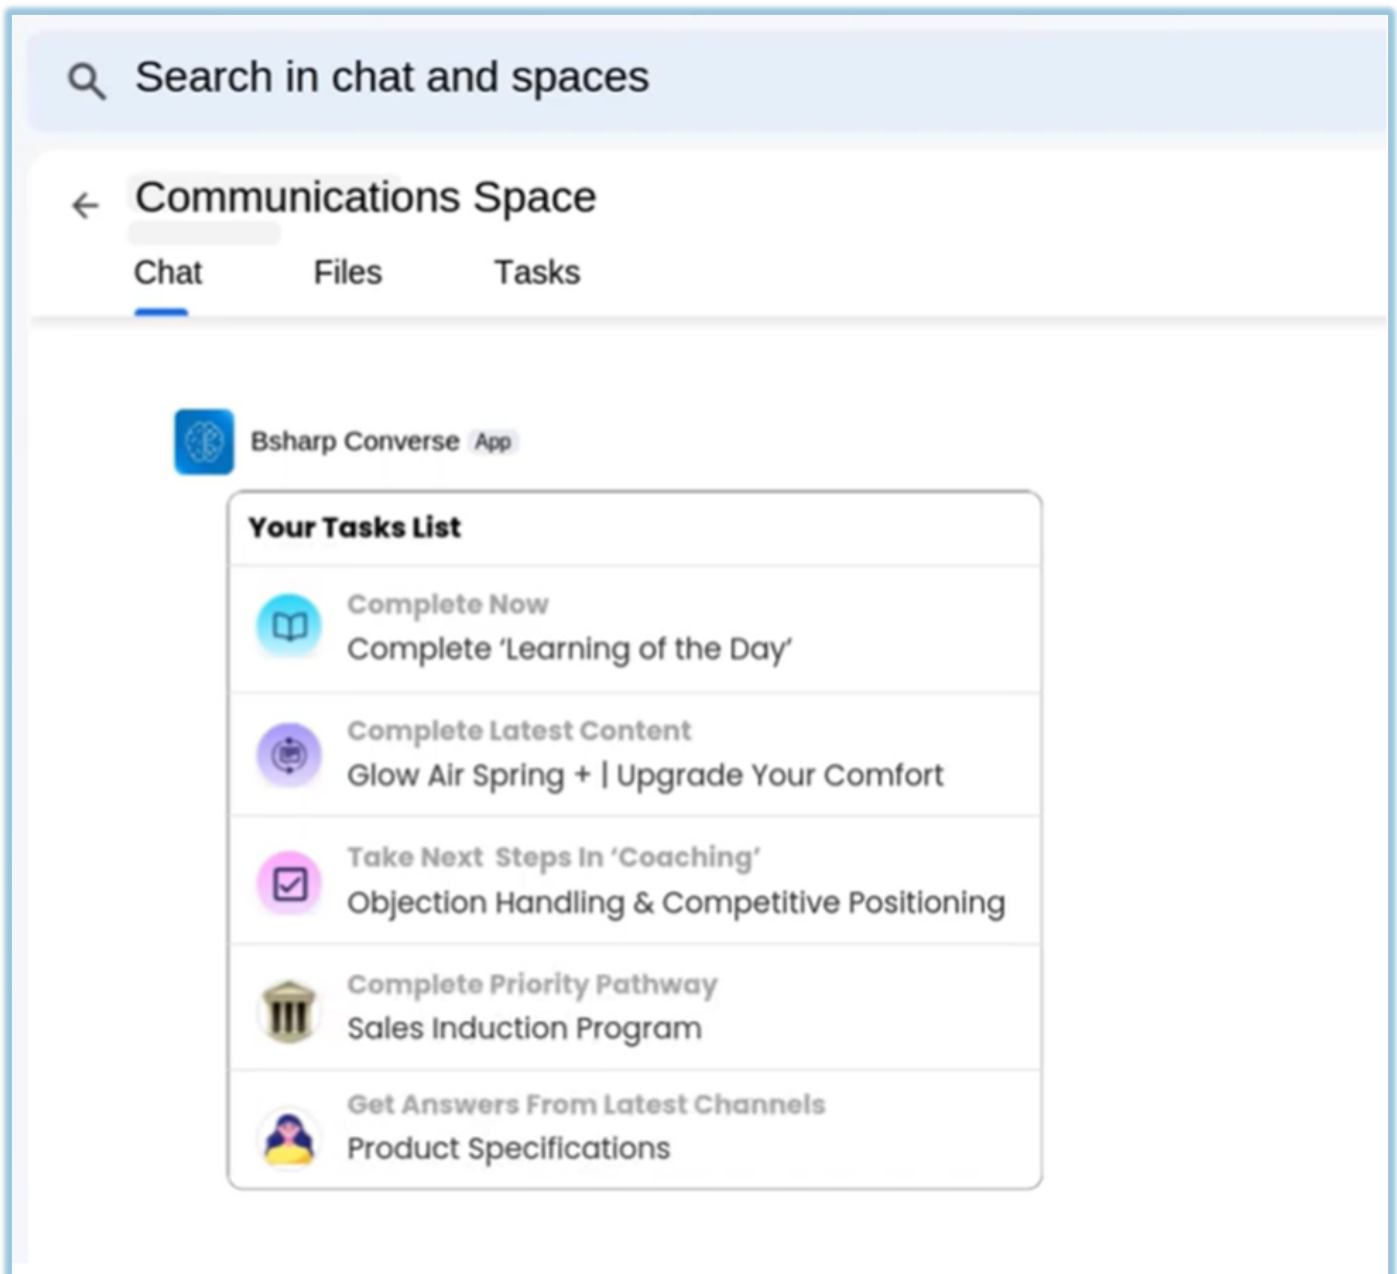 Search in chat and spaces
Communications Space
Chat Files Tasks
Bsharp Converse App
Your Tasks List
Complete Now
Complete ‘Learning of the Day’
Complete Latest Content
Glow Air Spring + | Upgrade Your Comfort
Take Next Steps In ‘Coaching’
Objection Handling & Competitive Positioning
Complete Priority Pathway
Sales Induction Program
Get Answers From Latest Channels
Product Specifications